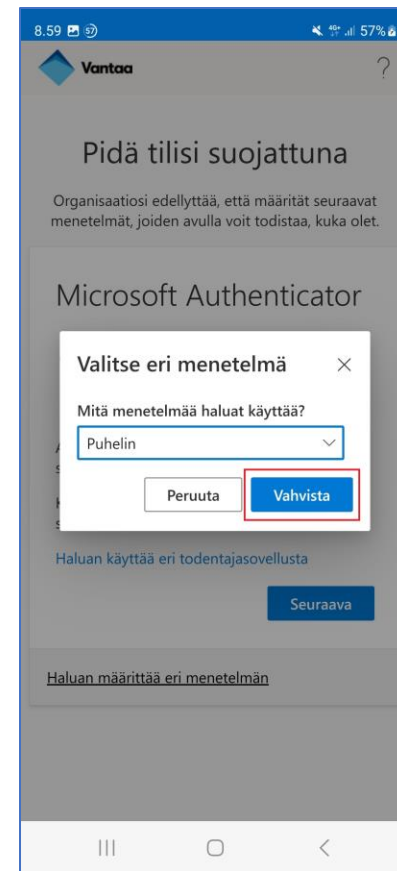 8.59 57 4G+ 57%
Vantaa ?
Pidä tilisi suojattuna
Organisaatiosi edellyttää, että määrität seuraavat
menetelmät, joiden avulla voit todistaa, kuka olet.
Microsoft Authenticator
Valitse eri menetelmä
Mitä menetelmää haluat käyttää?
Puhelin
Peruuta Vahvista
Haluan käyttää eri todentajasovellusta
Seuraava
Haluan määrittää eri menetelmän